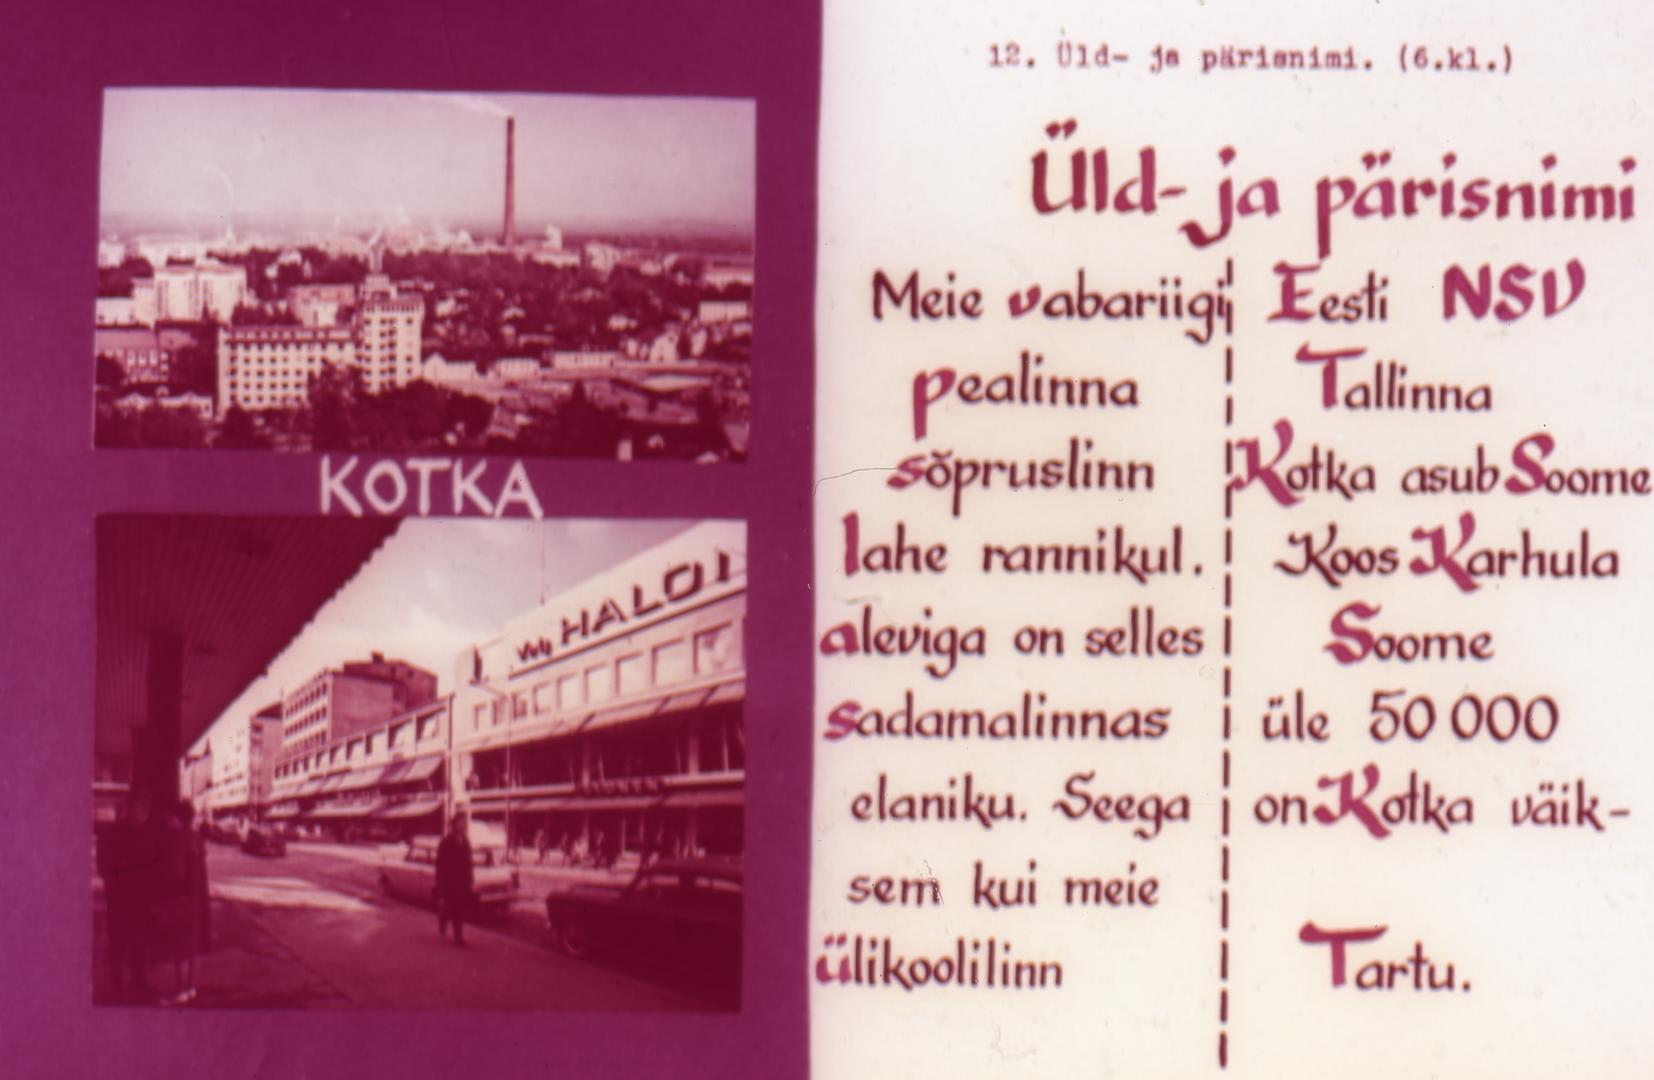 12. Üld- ja pärisnimi. (6.kl.)
Üld- ja pärisnimi
Meie vabariigi Eesti NSV
pealinna Tallinna
sõpruslinn Kotka asub Soome
lahe rannikul. Koos Karhula
aleviga on selles Soome
sadamalinnas üle 50 000
elaniku. Seega on Kotka väik-
sem kui meie
ülikoolilinn Tartu.
KOTKA
HALOI